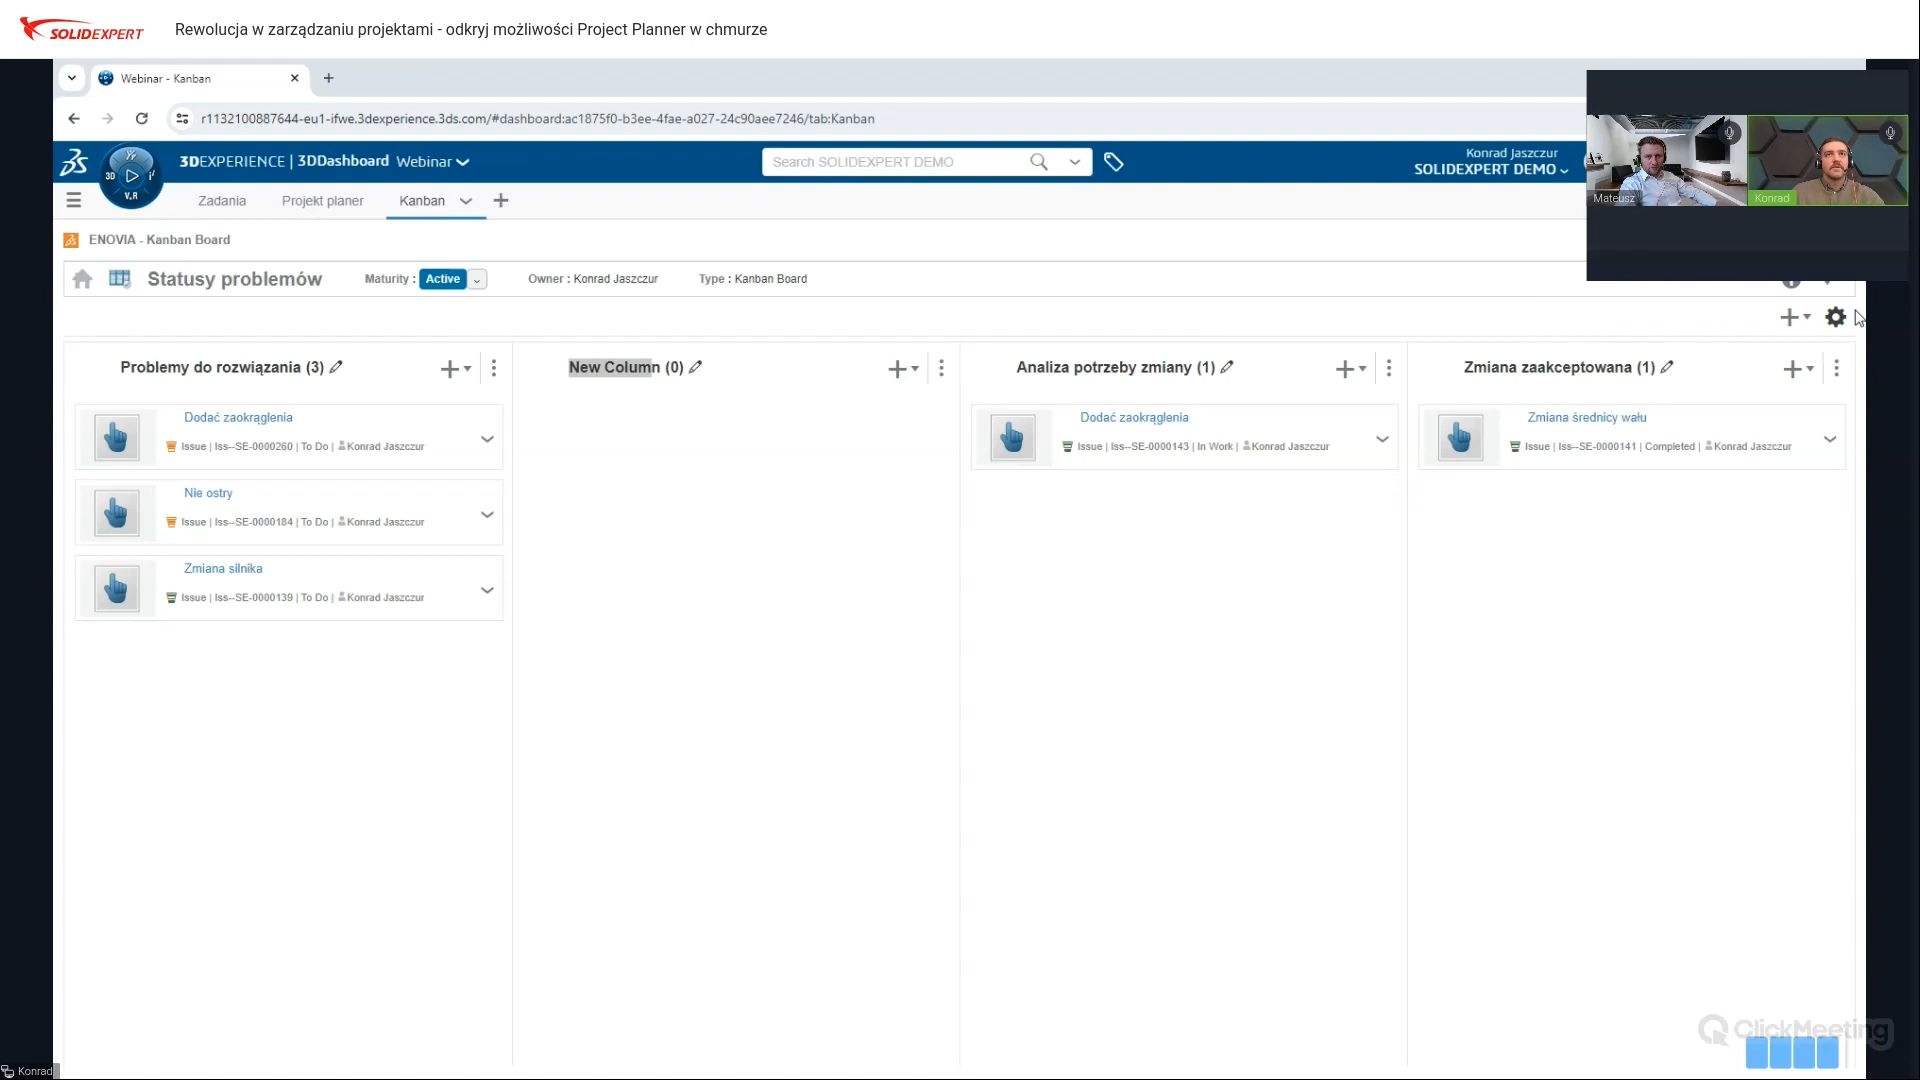 SOLIDEXPERT
Rewolucja w zarządzaniu projektami - odkryj możliwości Project Planner w chmurze
Webinar - Kanban
r1132100887644-eu1-ifwe.3dexperience.3ds.com/#dashboard:ac1875f0-b3ee-4fae-a027-24c90aee7246/tab:Kanban
3D
V.R
3DEXPERIENCE | 3DDashboard Webinar
Search SOLIDEXPERT DEMO
Konrad Jaszczur
SOLIDEXPERT DEMO
Mateusz
Konrad
Zadania
Projekt planer
Kanban
ENOVIA - Kanban Board
Statusy problemów
Maturity : Active
Owner : Konrad Jaszczur
Type : Kanban Board
Problemy do rozwiązania (3)
New Column (0)
Analiza potrzeby zmiany (1)
Zmiana zaakceptowana (1)
Dodać zaokrąglenia
Issue | Iss--SE-0000260 | To Do | Konrad Jaszczur
Nie ostry
Issue | Iss--SE-0000184 | To Do | Konrad Jaszczur
Zmiana silnika
Issue | Iss--SE-0000139 | To Do | Konrad Jaszczur
Dodać zaokrąglenia
Issue | Iss--SE-0000143 | In Work | Konrad Jaszczur
Zmiana średnicy wału
Issue | Iss--SE-0000141 | Completed | Konrad Jaszczur
ClickMeeting
Konrad